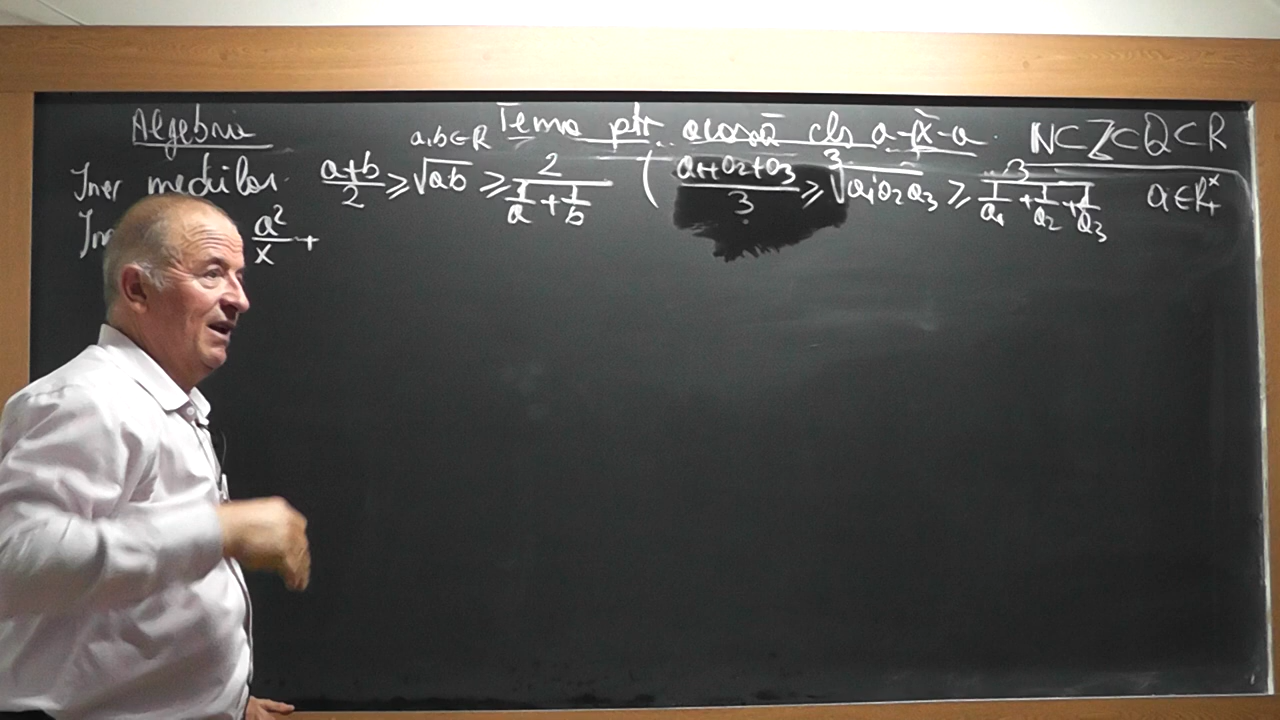 Algebra a,b∈R Tema ptr. acasă cls a-IX-a. N⊂Z⊂Q⊂R
Ineg mediilor (a+b)/2 ≥ √(ab) ≥ 2/(1/a + 1/b) ( (a₁+a₂+a₃)/3 ≥ ∛(a₁a₂a₃) ≥ 3/(1/a₁ + 1/a₂ + 1/a₃) a∈R₊ˣ
a²/x +